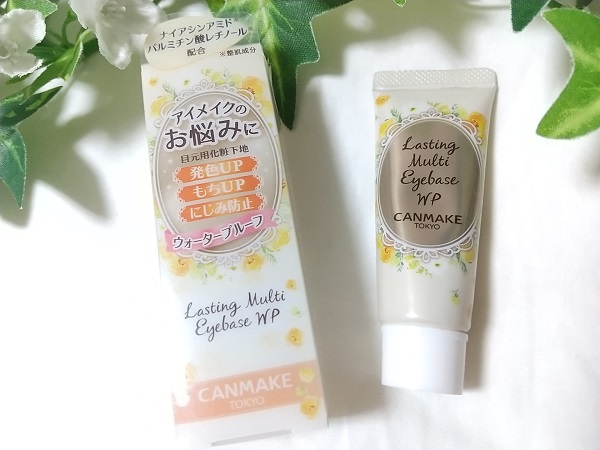 ナイアシンアミド
パルミチン酸レチノール
配合 ※整肌成分
アイメイクの
お悩みに
目元用化粧下地
発色UP
もちUP
にじみ防止
ウォータープルーフ
Lasting Multi
Eyebase WP
CANMAKE
TOKYO
Lasting
Multi
Eyebase
WP
CANMAKE
TOKYO